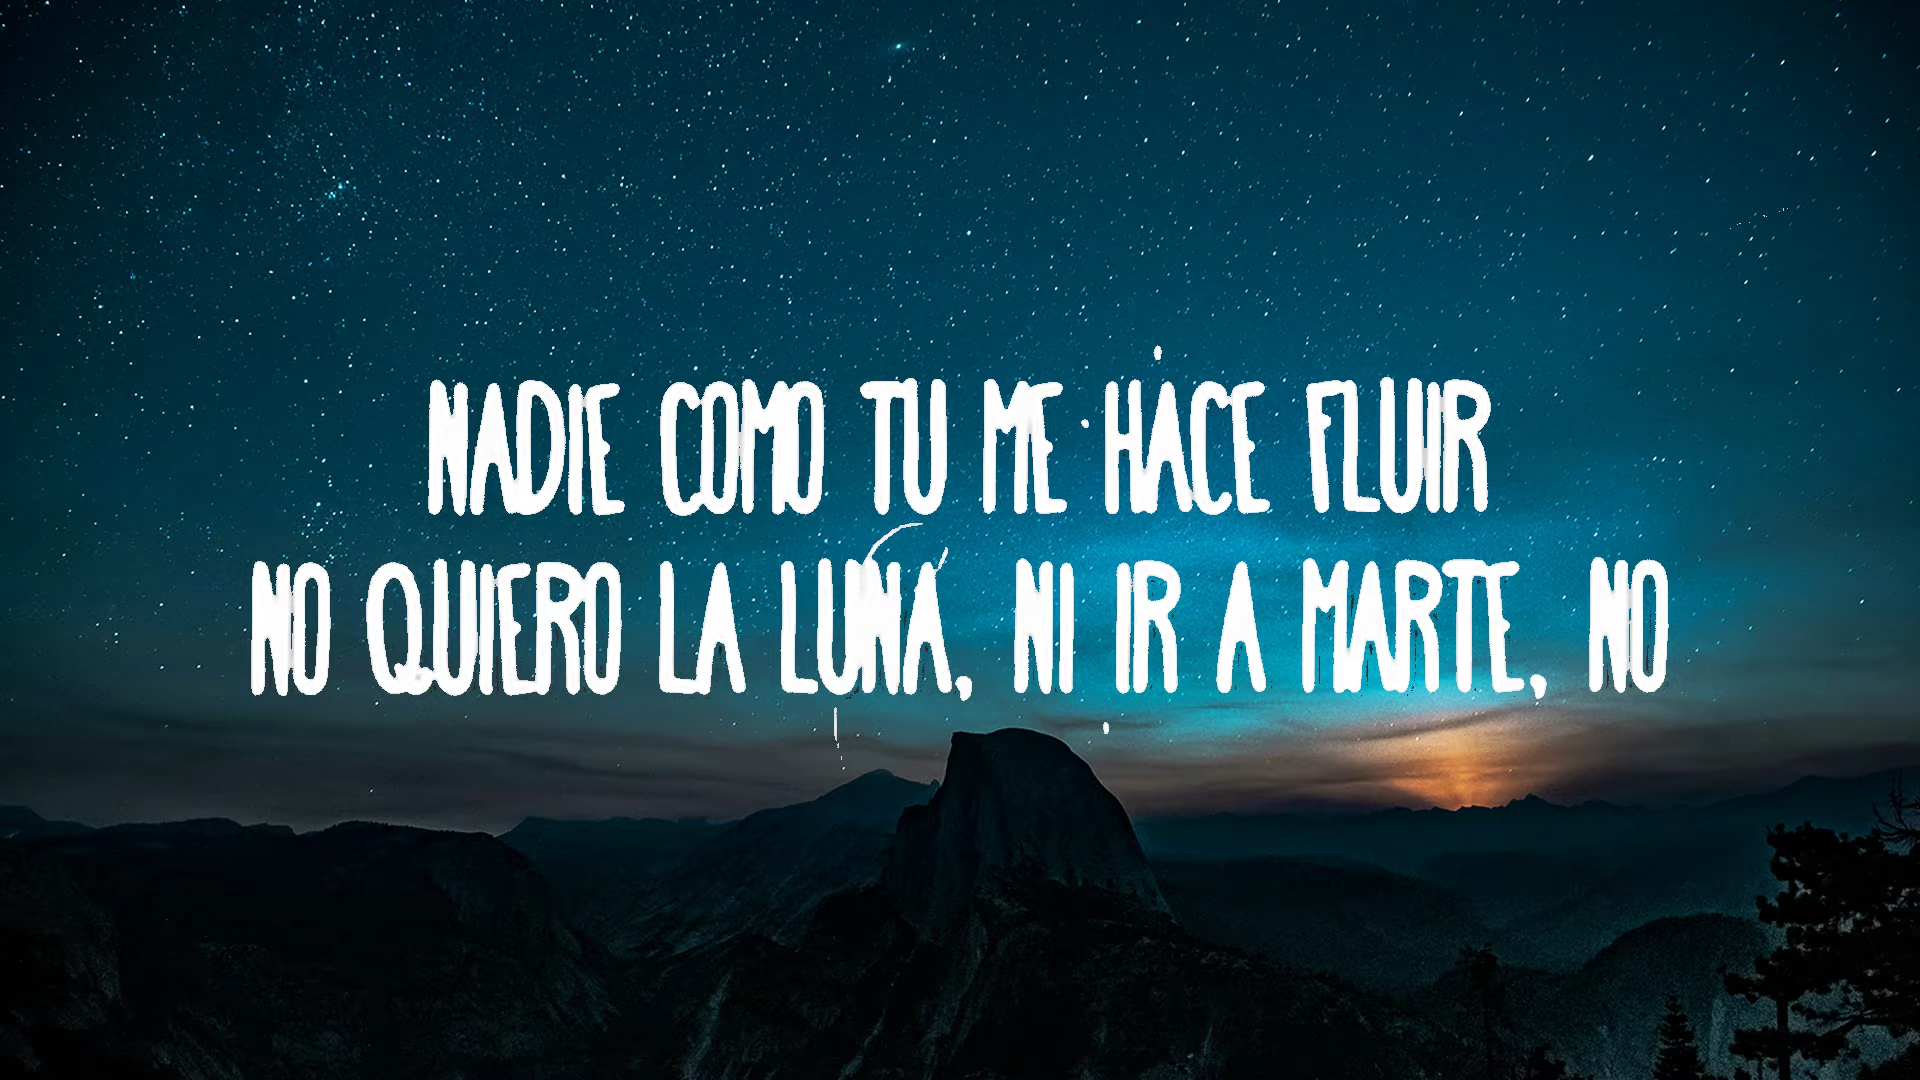 NADIE COMO TU ME HACE FLUIR
NO QUIERO LA LUNA, NI IR A MARTE, NO